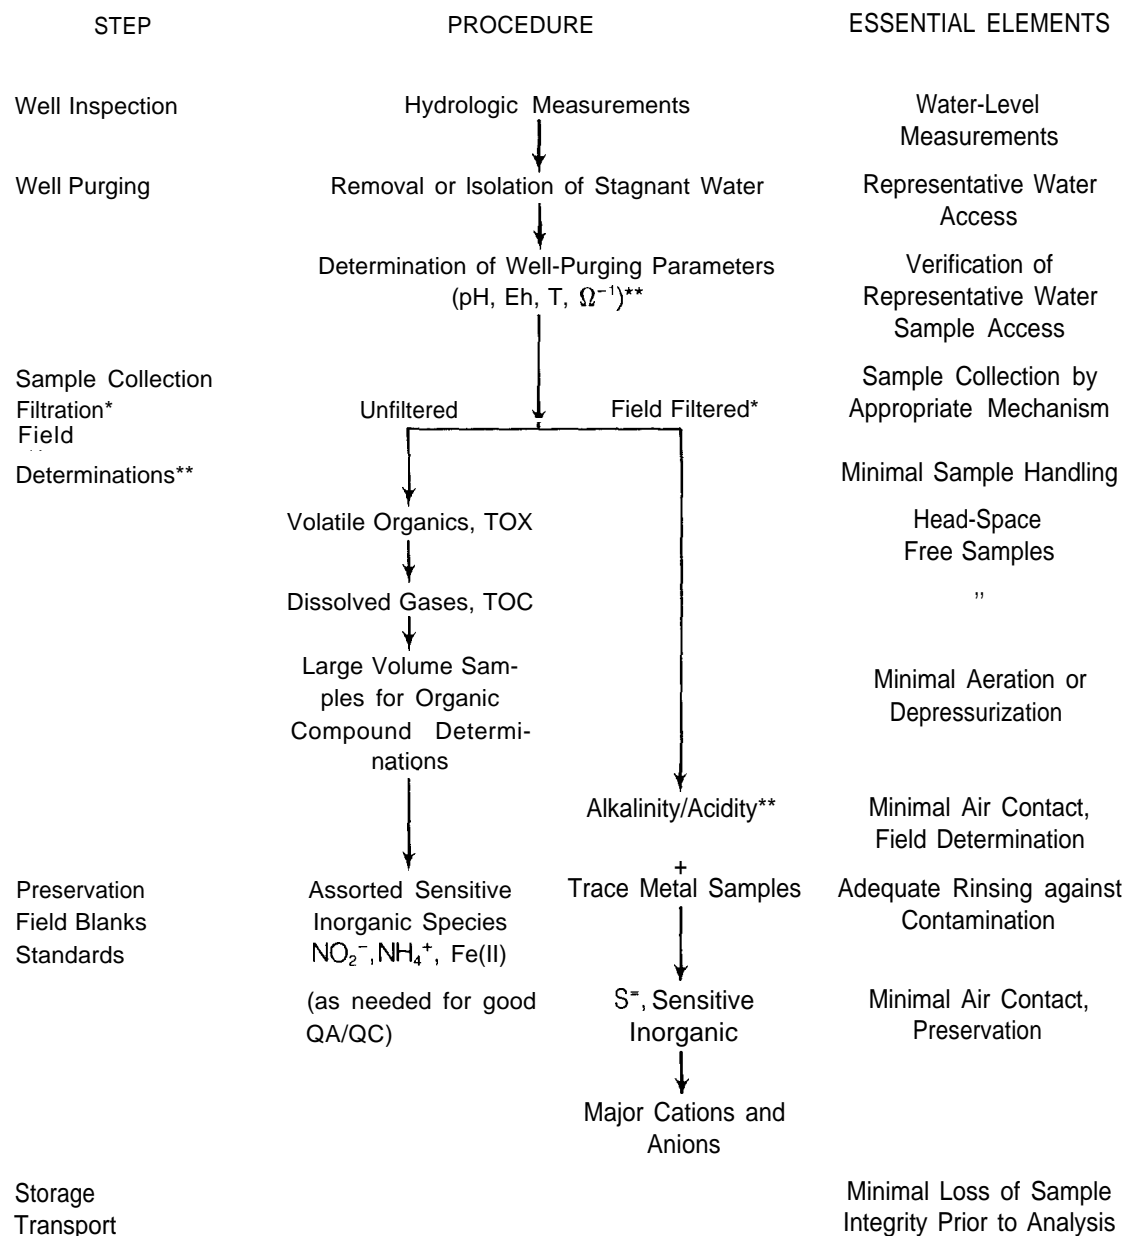 STEP
PROCEDURE
ESSENTIAL ELEMENTS
Well Inspection
Hydrologic Measurements
Water-Level
Measurements
Well Purging
Removal or Isolation of Stagnant Water
Representative Water
Access
Determination of Well-Purging Parameters
(pH, Eh, T, Ω⁻¹)**
Verification of
Representative Water
Sample Access
Sample Collection
Filtration*
Field
Determinations**
Unfiltered
Field Filtered*
Sample Collection by
Appropriate Mechanism
Minimal Sample Handling
Volatile Organics, TOX
Head-Space
Free Samples
Dissolved Gases, TOC
"
Large Volume Sam-
ples for Organic
Compound Determi-
nations
Minimal Aeration or
Depressurization
Alkalinity/Acidity**
Minimal Air Contact,
Field Determination
Preservation
Field Blanks
Standards
Assorted Sensitive
Inorganic Species
NO₂⁻, NH₄⁺, Fe(II)
(as needed for good
QA/QC)
+
Trace Metal Samples
Adequate Rinsing against
Contamination
S⁼, Sensitive
Inorganic
Minimal Air Contact,
Preservation
Major Cations and
Anions
Storage
Transport
Minimal Loss of Sample
Integrity Prior to Analysis